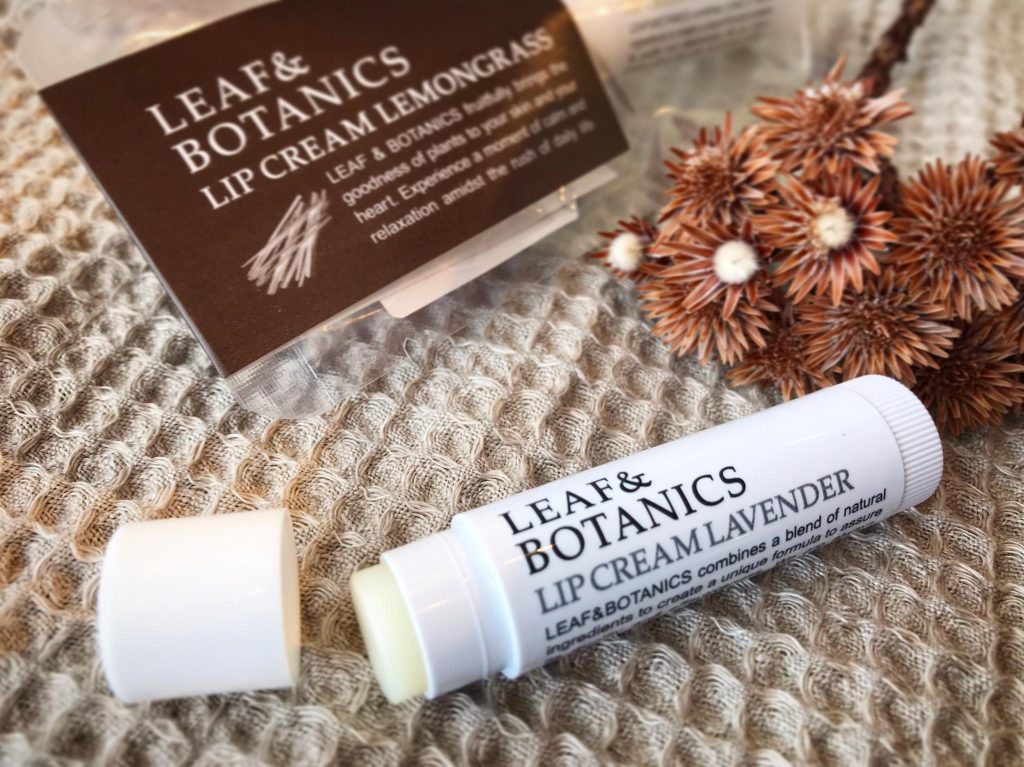 LEAF&
BOTANICS
LIP CREAM LEMONGRASS
LEAF & BOTANICS fruitfully brings the
goodness of plants to your skin and your
heart. Experience a moment of calm and
relaxation amidst the rush of daily life
LEAF&
BOTANICS
LIP CREAM LAVENDER
LEAF&BOTANICS combines a blend of natural
ingredients to create a unique formula to assure